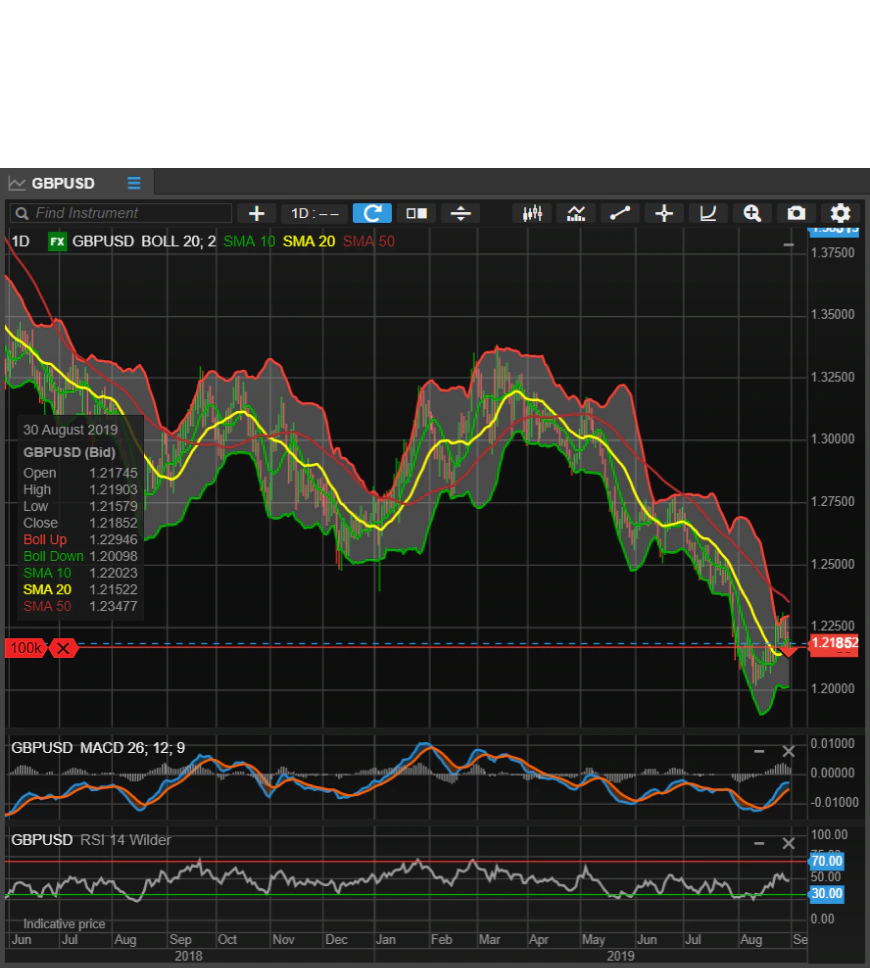 GBPUSD
Find Instrument
1D : – –
1D FX GBPUSD BOLL 20; 2 SMA 10 SMA 20 SMA 50
1.37500
1.35000
1.32500
1.30000
1.27500
1.25000
1.22500
1.21852
1.20000
30 August 2019
GBPUSD (Bid)
Open 1.21745
High 1.21903
Low 1.21579
Close 1.21852
Boll Up 1.22946
Boll Down 1.20098
SMA 10 1.22023
SMA 20 1.21522
SMA 50 1.23477
100k
GBPUSD MACD 26; 12; 9
0.01000
0.00000
-0.01000
GBPUSD RSI 14 Wilder
100.00
70.00
50.00
30.00
0.00
Indicative price
Jun Jul Aug Sep Oct Nov Dec Jan Feb Mar Apr May Jun Jul Aug Se
2018 2019